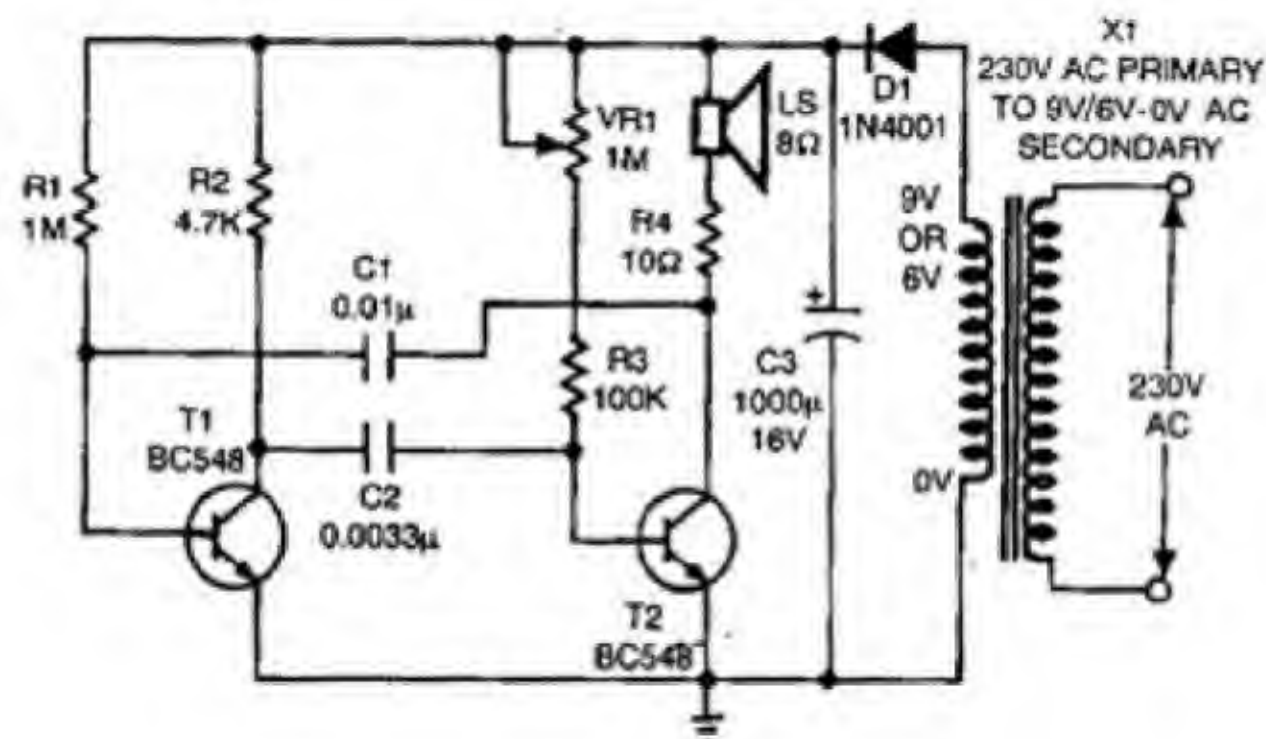 X1
230V AC PRIMARY
TO 9V/6V-0V AC
SECONDARY
D1
1N4001
LS
8Ω
VR1
1M
R1
1M
R2
4.7K
R4
10Ω
9V
OR
6V
C1
0.01µ
C3
1000µ
16V
R3
100K
230V
AC
T1
BC548
C2
0.0033µ
0V
T2
BC548
+